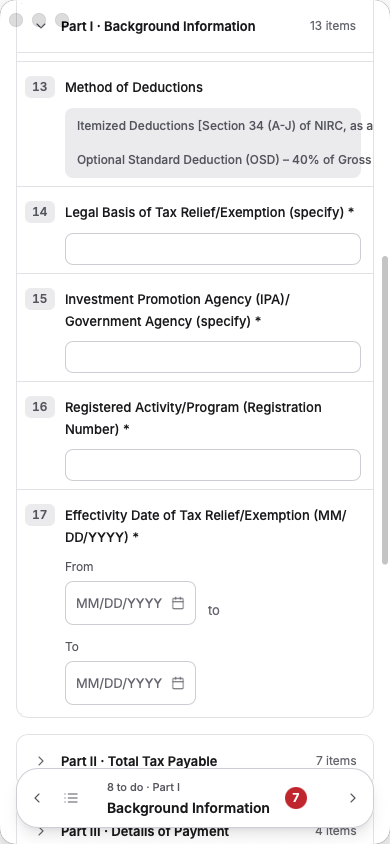 Part I · Background Information
13 items
13
Method of Deductions
Itemized Deductions [Section 34 (A-J) of NIRC, as a
Optional Standard Deduction (OSD) – 40% of Gross
14
Legal Basis of Tax Relief/Exemption (specify) *
15
Investment Promotion Agency (IPA)/
Government Agency (specify) *
16
Registered Activity/Program (Registration
Number) *
17
Effectivity Date of Tax Relief/Exemption (MM/
DD/YYYY) *
From
MM/DD/YYYY
to
To
MM/DD/YYYY
Part II · Total Tax Payable
7 items
8 to do · Part I
Background Information
7
Part III · Details of Payment
4 items